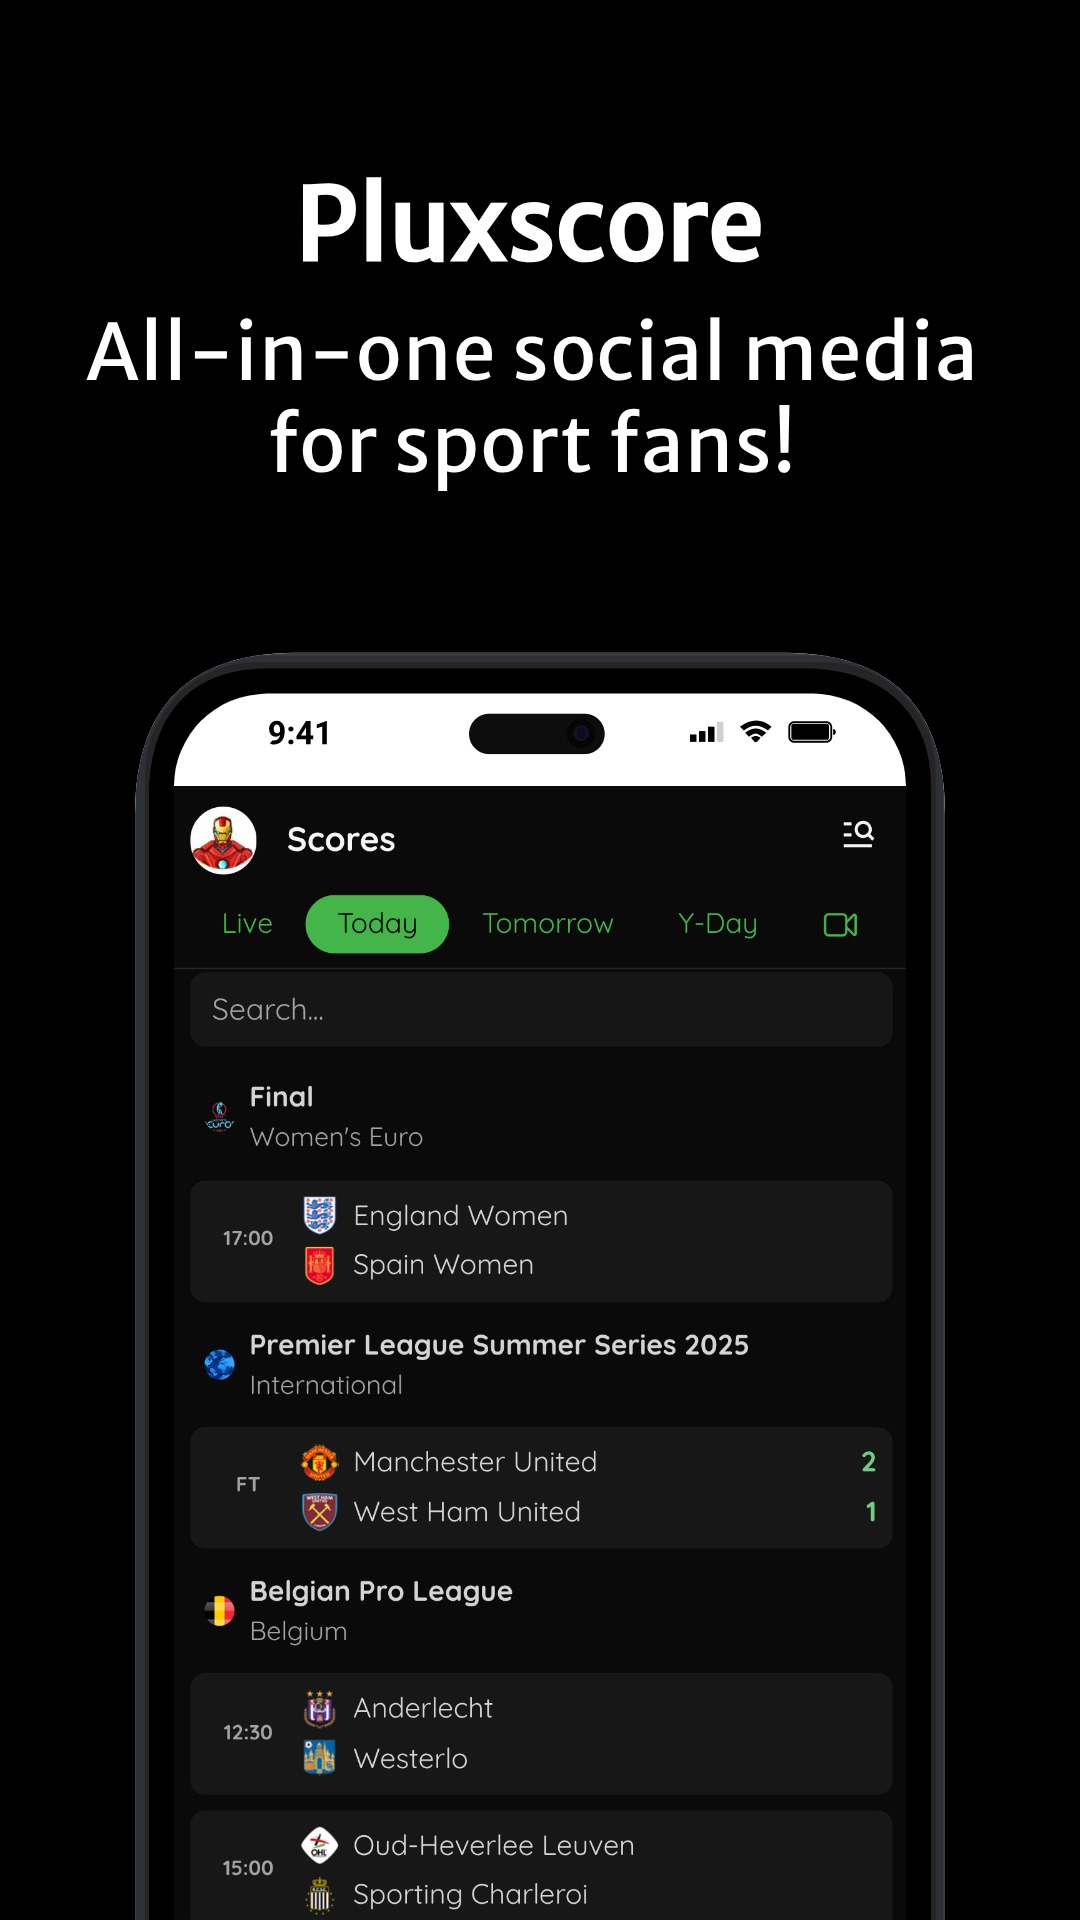 Pluxscore
All-in-one social media
for sport fans!
9:41
Scores
Live Today Tomorrow Y-Day
Search...
Final
Women's Euro
17:00
England Women
Spain Women
Premier League Summer Series 2025
International
FT
Manchester United 2
West Ham United 1
Belgian Pro League
Belgium
12:30
Anderlecht
Westerlo
15:00
Oud-Heverlee Leuven
Sporting Charleroi